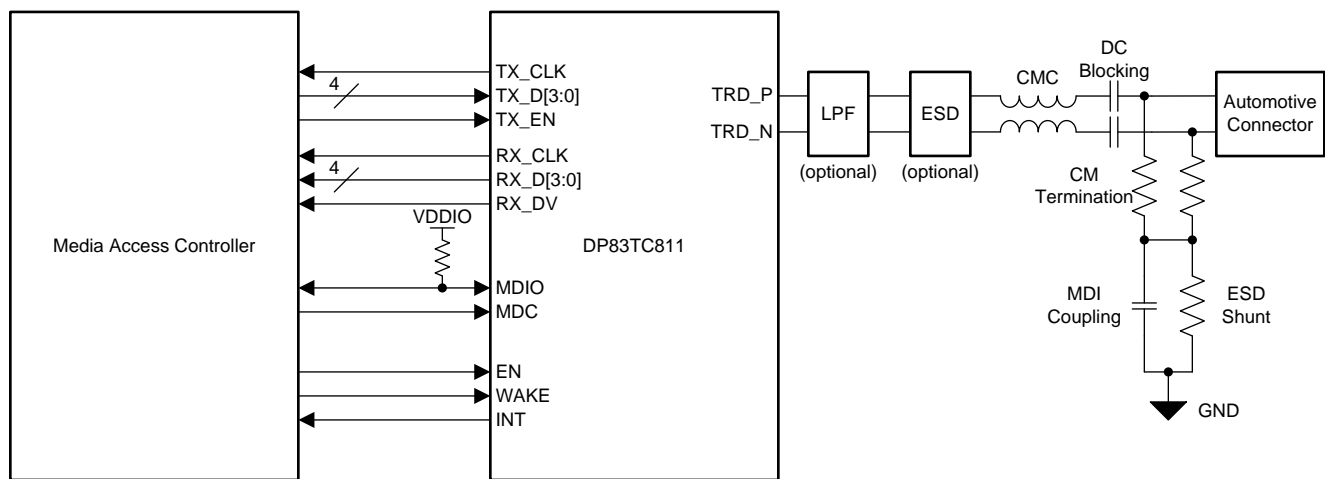 Media Access Controller
4
4
VDDIO
TX_CLK
TX_D[3:0]
TX_EN
RX_CLK
RX_D[3:0]
RX_DV
MDIO
MDC
EN
WAKE
INT
DP83TC811
TRD_P
TRD_N
LPF
(optional)
ESD
(optional)
CMC
DC
Blocking
Automotive
Connector
CM
Termination
MDI
Coupling
ESD
Shunt
GND